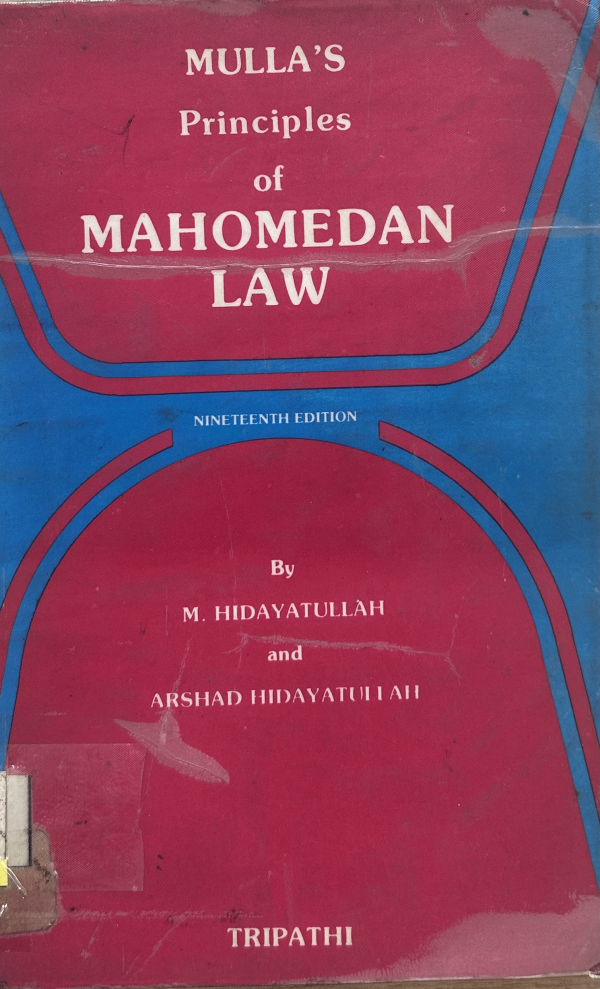 MULLA'S
Principles
of
MAHOMEDAN
LAW
NINETEENTH EDITION
By
M. HIDAYATULLAH
and
ARSHAD HIDAYATULLAH
TRIPATHI